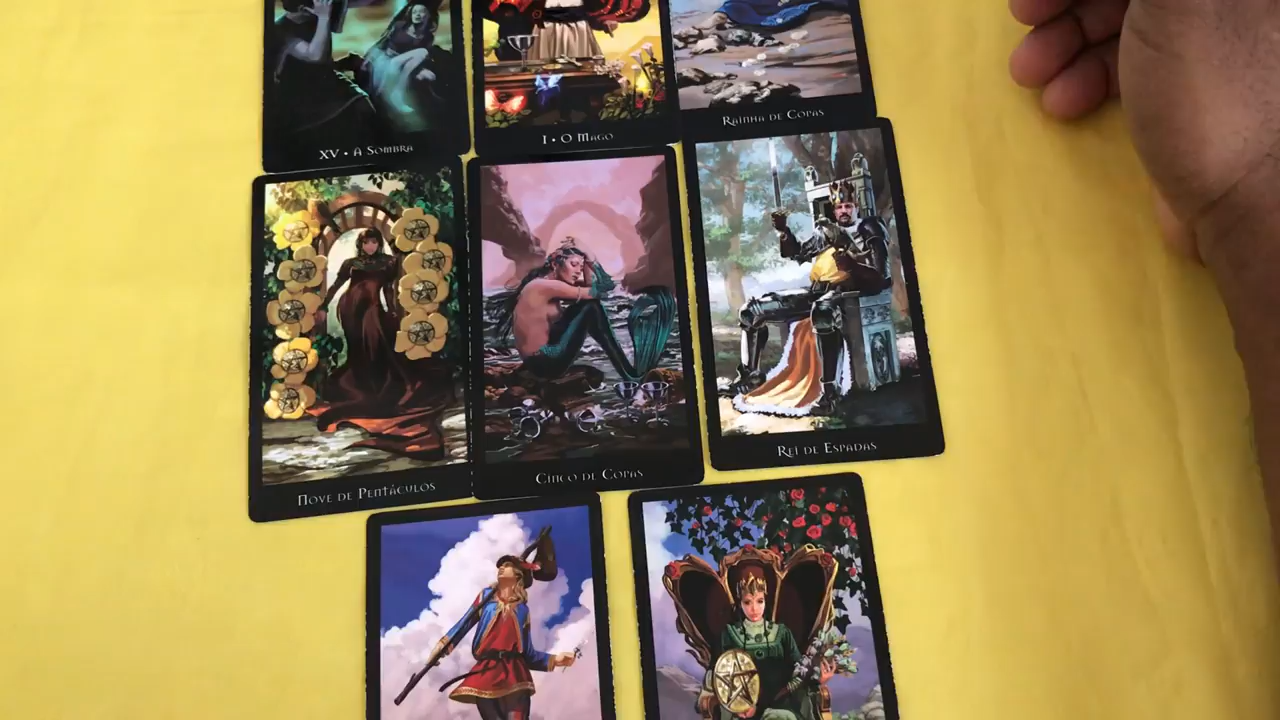 XV • A Sombra
I • O Mago
Rainha de Copas
Nove de Pentáculos
Cinco de Copas
Rei de Espadas